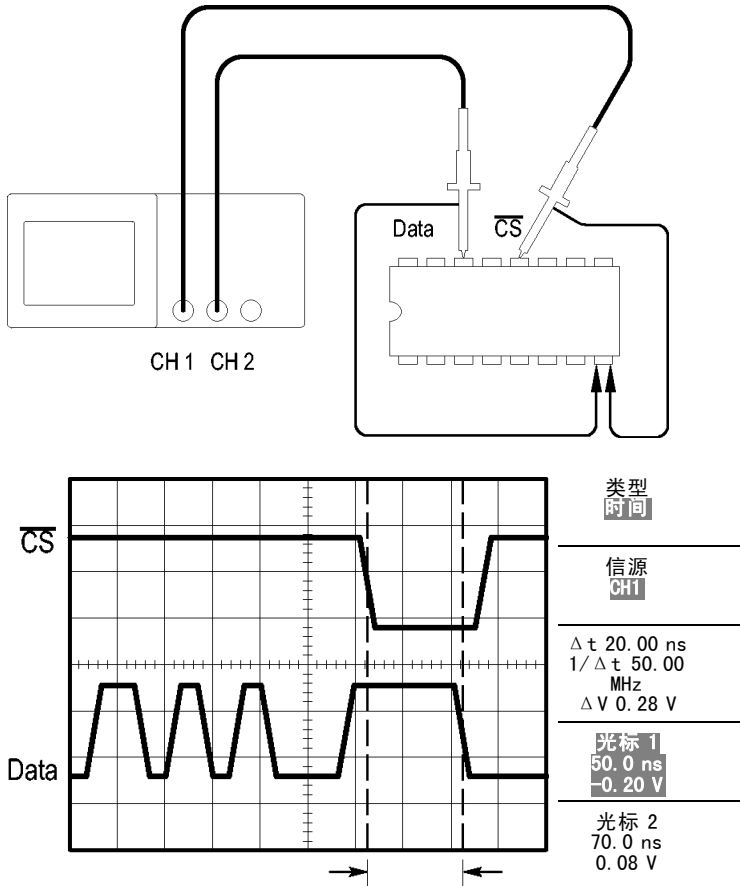 Data
CS
CH 1 CH 2
CS
Data
类型
时间
信源
CH1
Δt 20.00 ns
1/Δt 50.00
MHz
ΔV 0.28 V
光标 1
50.0 ns
-0.20 V
光标 2
70.0 ns
0.08 V